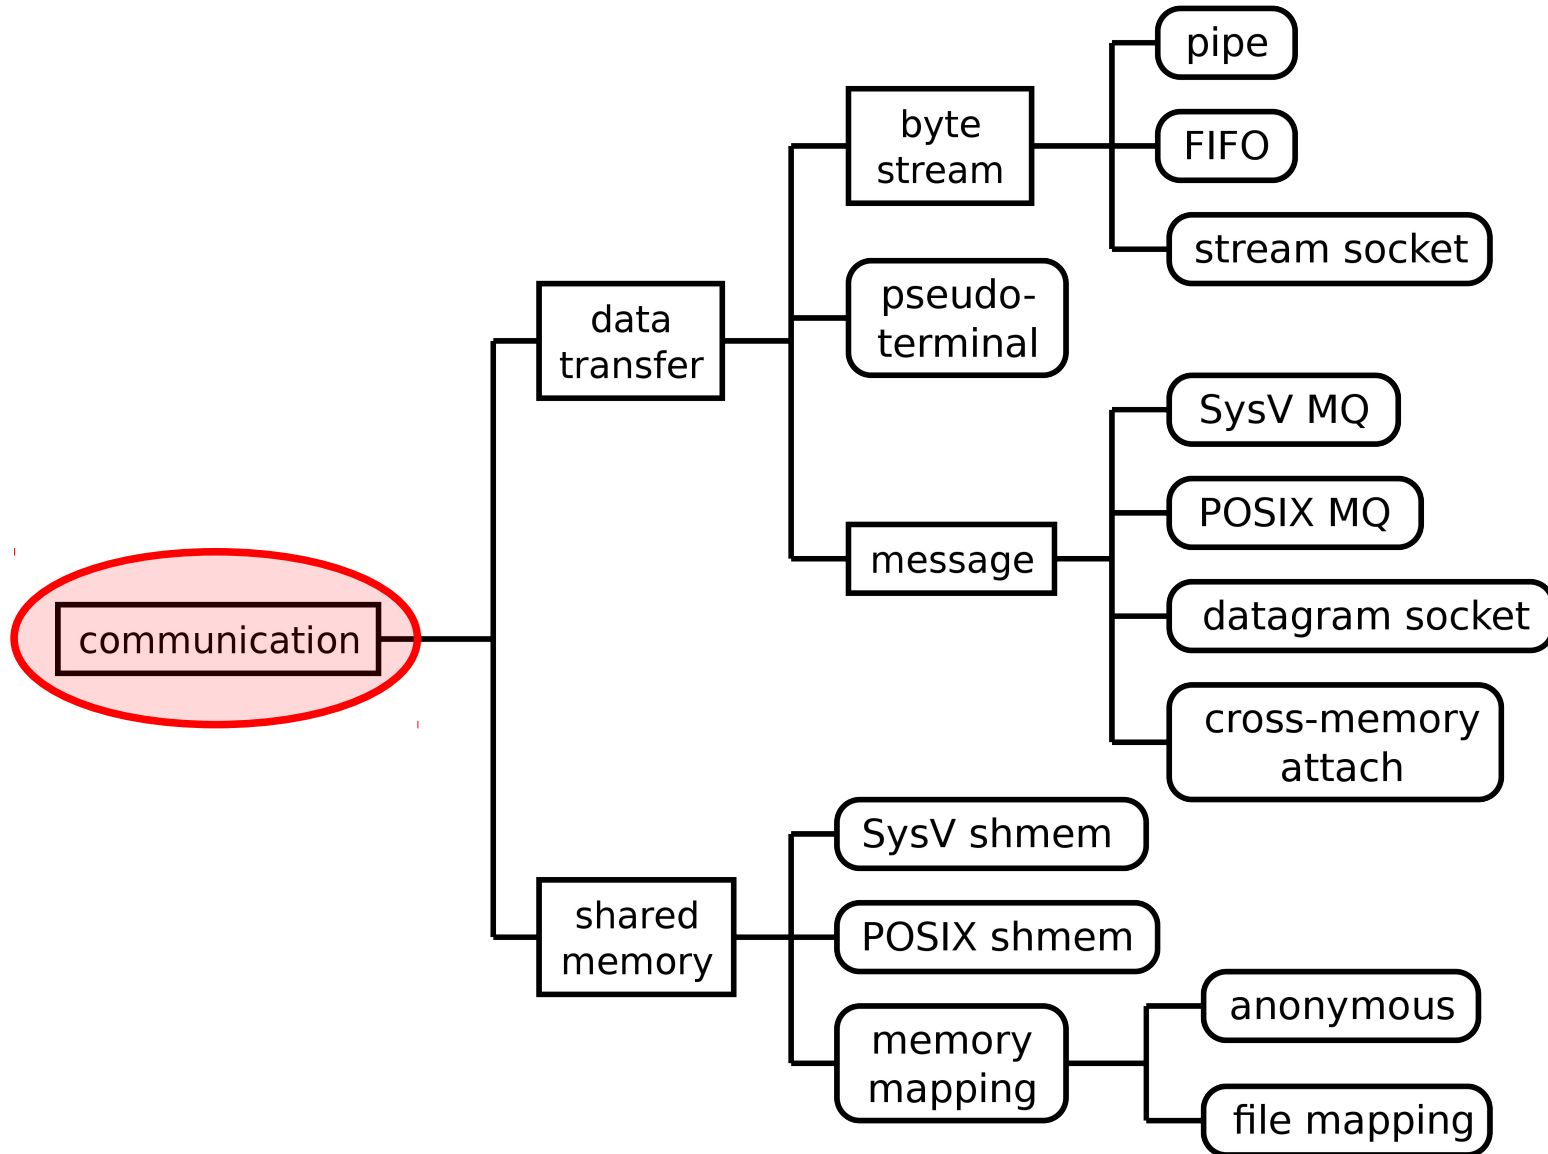 pipe
byte
stream
FIFO
stream socket
pseudo-
terminal
data
transfer
SysV MQ
POSIX MQ
message
datagram socket
communication
cross-memory
attach
SysV shmem
shared
memory
POSIX shmem
memory
mapping
anonymous
file mapping